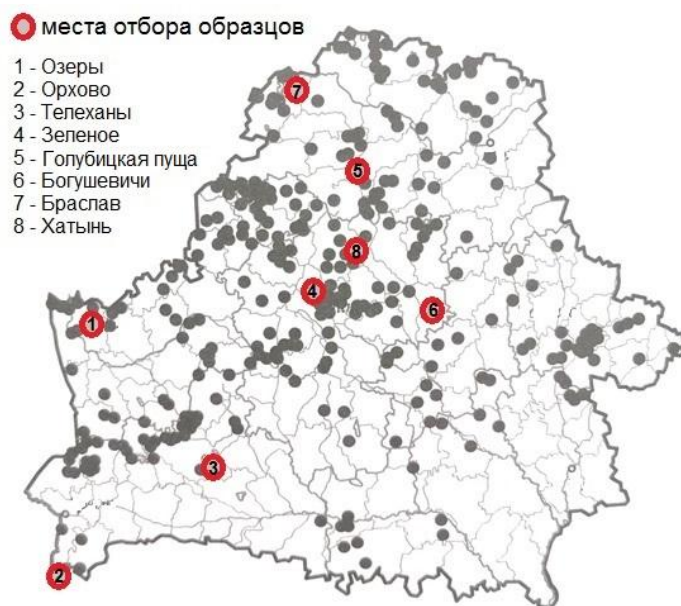 места отбора образцов
1 - Озеры
2 - Орхово
3 - Телеханы
4 - Зеленое
5 - Голубицкая пуща
6 - Богушевичи
7 - Браслав
8 - Хатынь
7
5
8
4
6
1
3
2